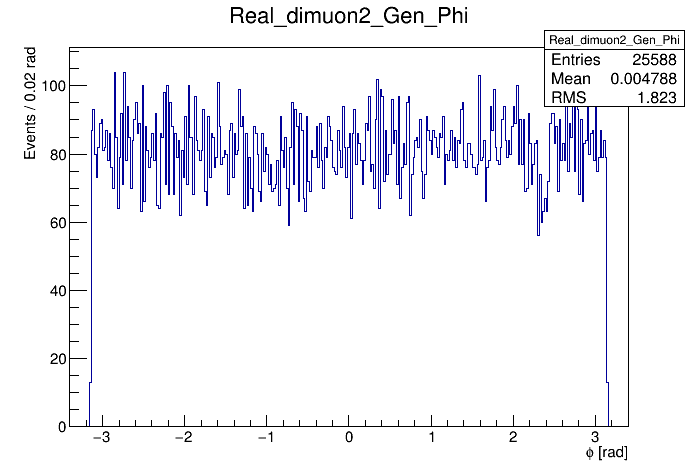 Real_dimuon2_Gen_Phi
Real_dimuon2_Gen_Phi
Entries 25588
Mean 0.004788
RMS 1.823
Events / 0.02 rad
100
80
60
40
20
0
−3 −2 −1 0 1 2 3
ϕ [rad]